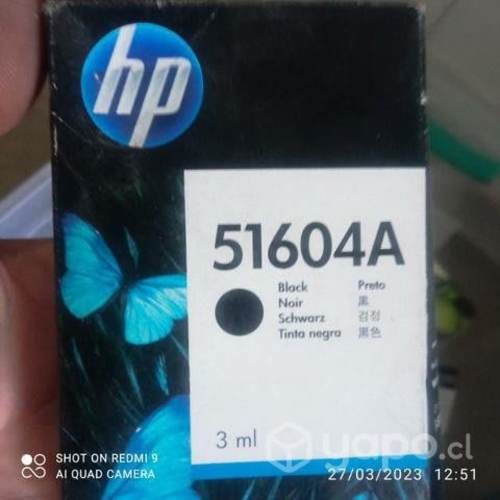 hp
51604A
Black Preto
Noir 黒
Schwarz 검정
Tinta negra 黑色
3 ml
yapo.cl
SHOT ON REDMI 9
AI QUAD CAMERA
27/03/2023 12:51